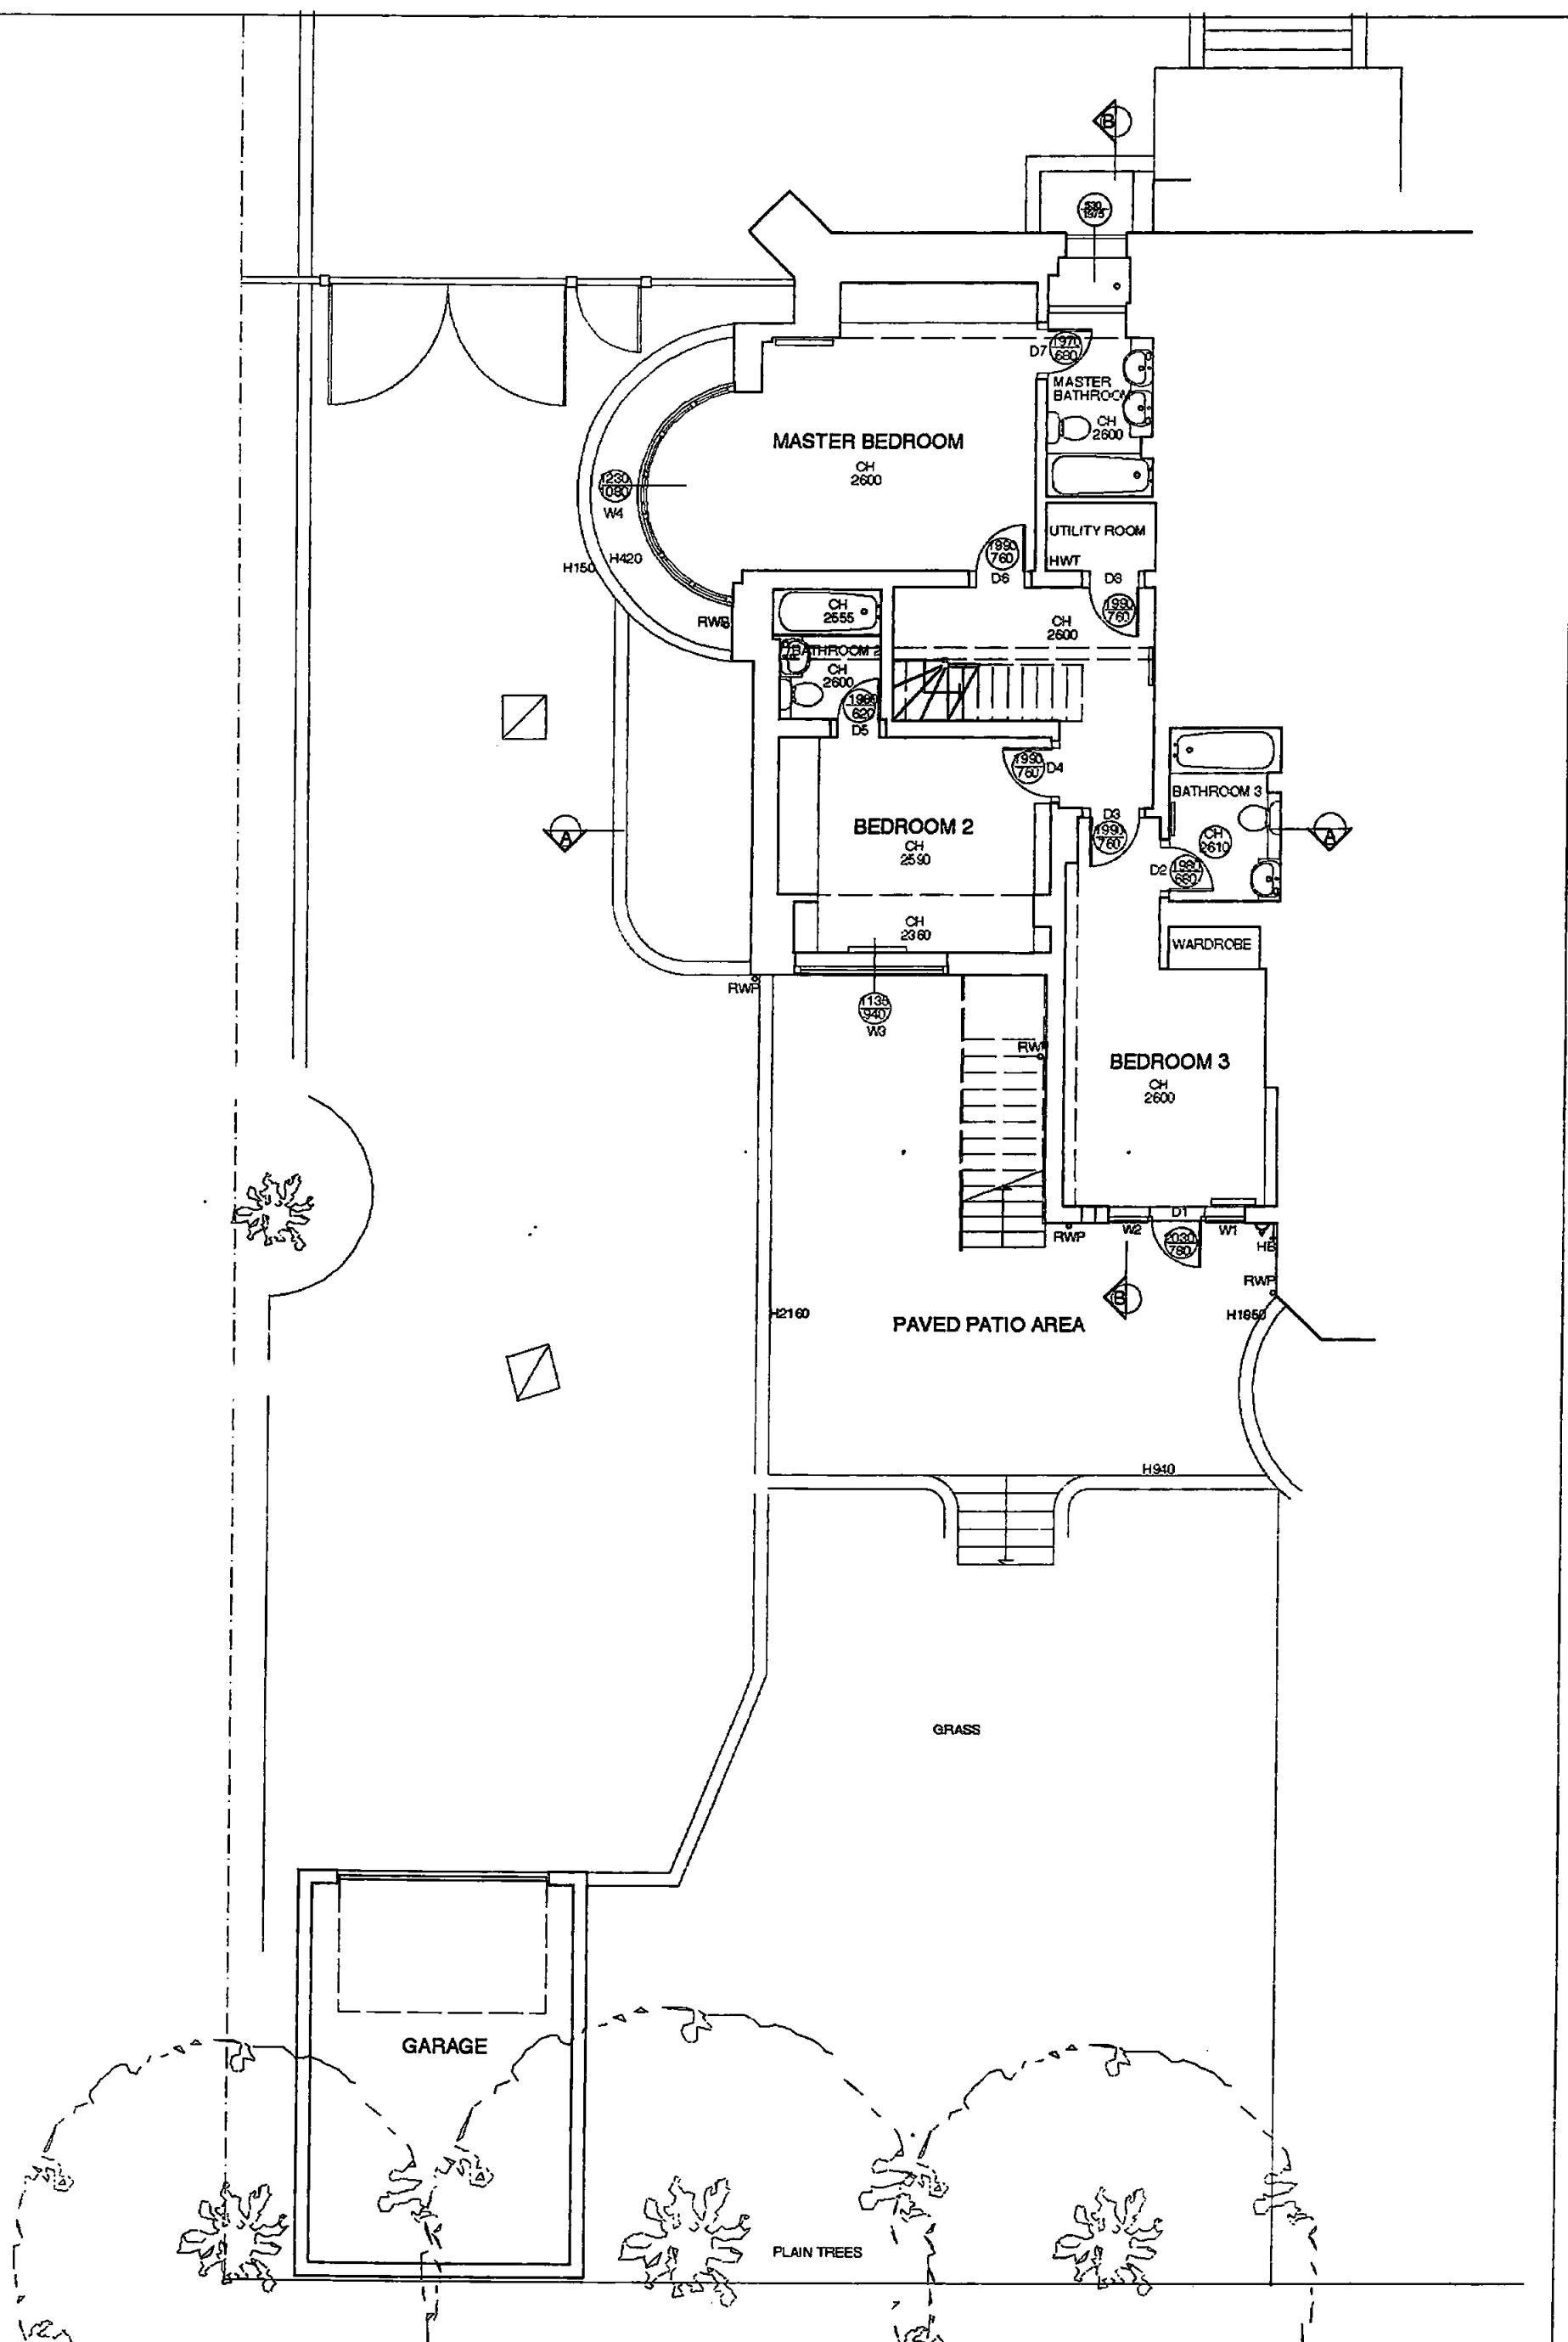 B
530
1975
D7
1970
680
MASTER
BATHROOM
CH
2600
MASTER BEDROOM
CH
2600
1230
1080
W4
UTILITY ROOM
HWT
H420
H150
1990
760
D6
D8
1990
760
CH
2555
CH
2600
RWP
BATHROOM 2
CH
2600
1980
620
D5
1990
760
D4
BATHROOM 3
D3
1990
760
A
BEDROOM 2
CH
2590
CH
2610
A
D2
1980
680
CH
2360
WARDROBE
RWP
1135
940
W3
RWP
BEDROOM 3
CH
2600
D1
W2
W1
RWP
2030
780
HB
RWP
B
H2160
H1850
PAVED PATIO AREA
H940
GRASS
GARAGE
PLAIN TREES